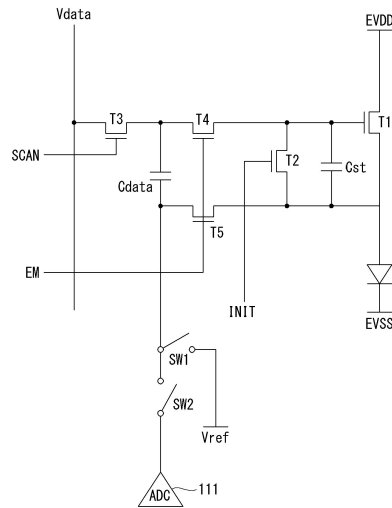 Vdata
EVDD
T3
T4
T1
SCAN
T2
Cst
Cdata
T5
EM
INIT
EVSS
SW1
SW2
Vref
ADC
111